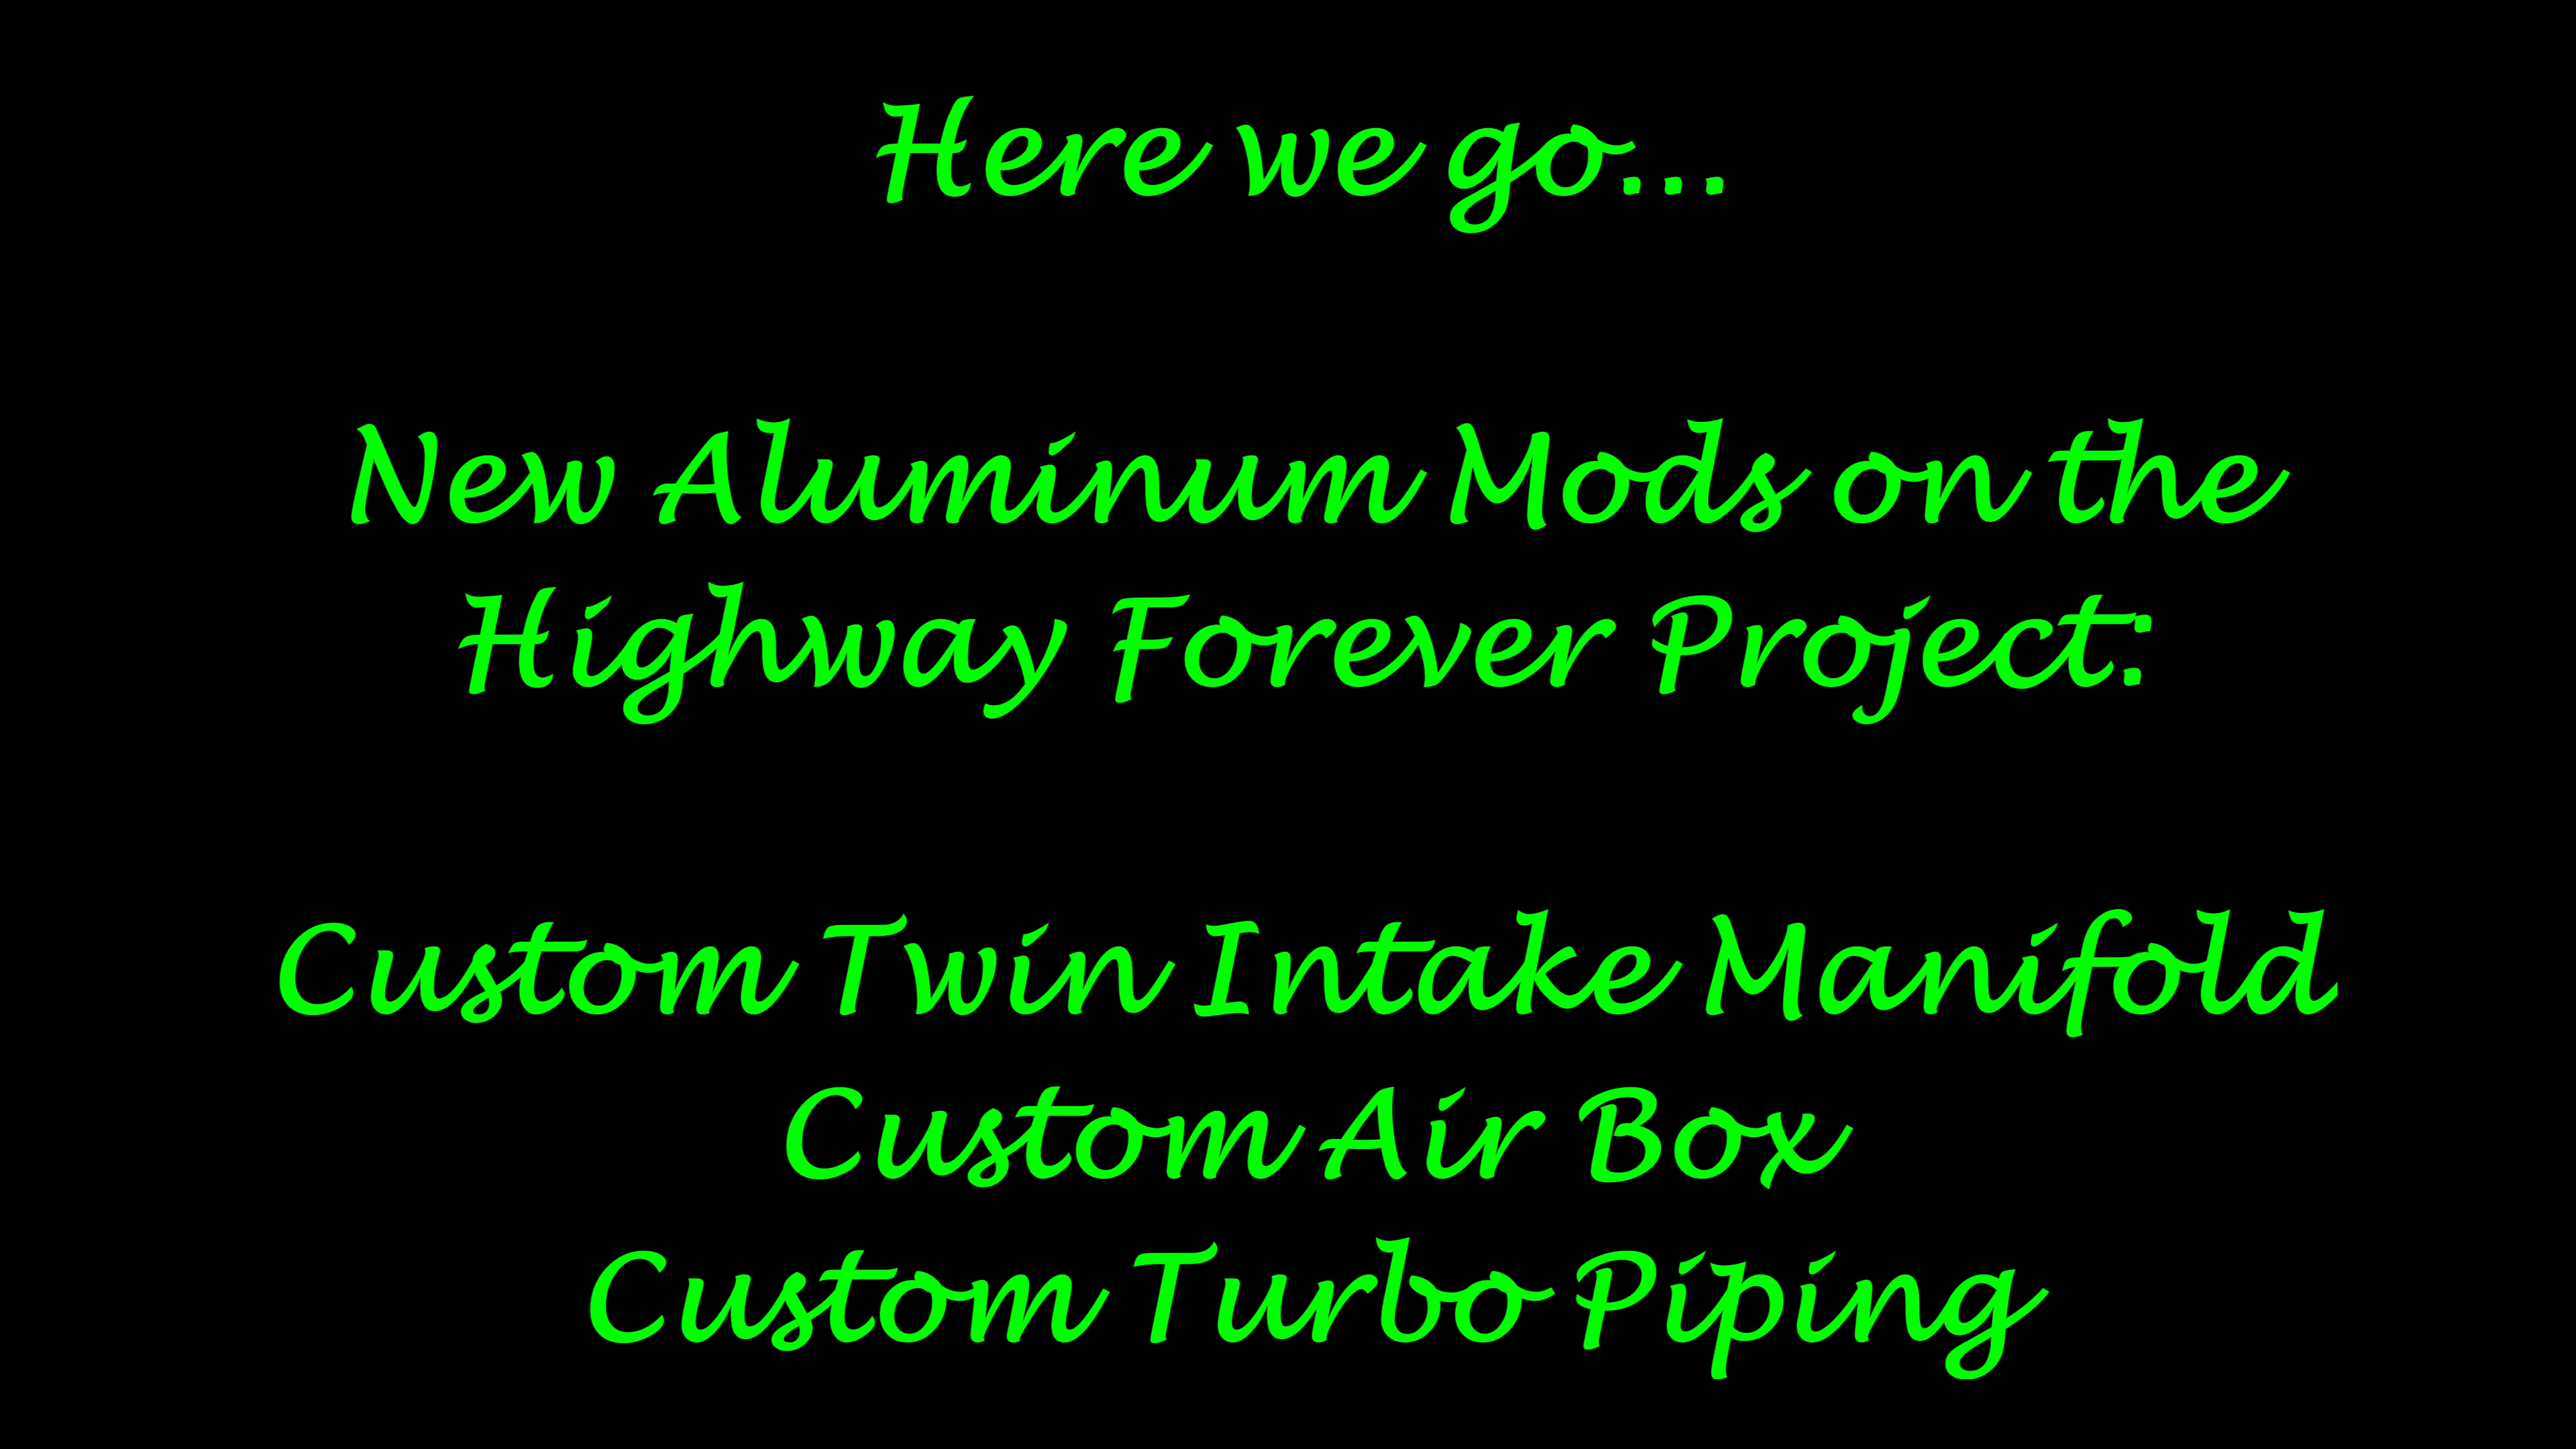 Here we go...
New Aluminum Mods on the
Highway Forever Project:
Custom Twin Intake Manifold
Custom Air Box
Custom Turbo Piping